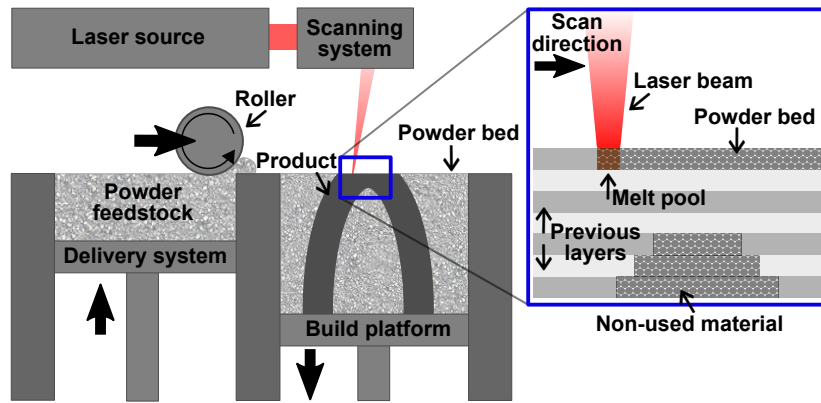 Laser source
Scanning
system
Roller
Product
Powder bed
Powder
feedstock
Delivery system
Build platform
Scan
direction
Laser beam
Powder bed
Melt pool
Previous
layers
Non-used material